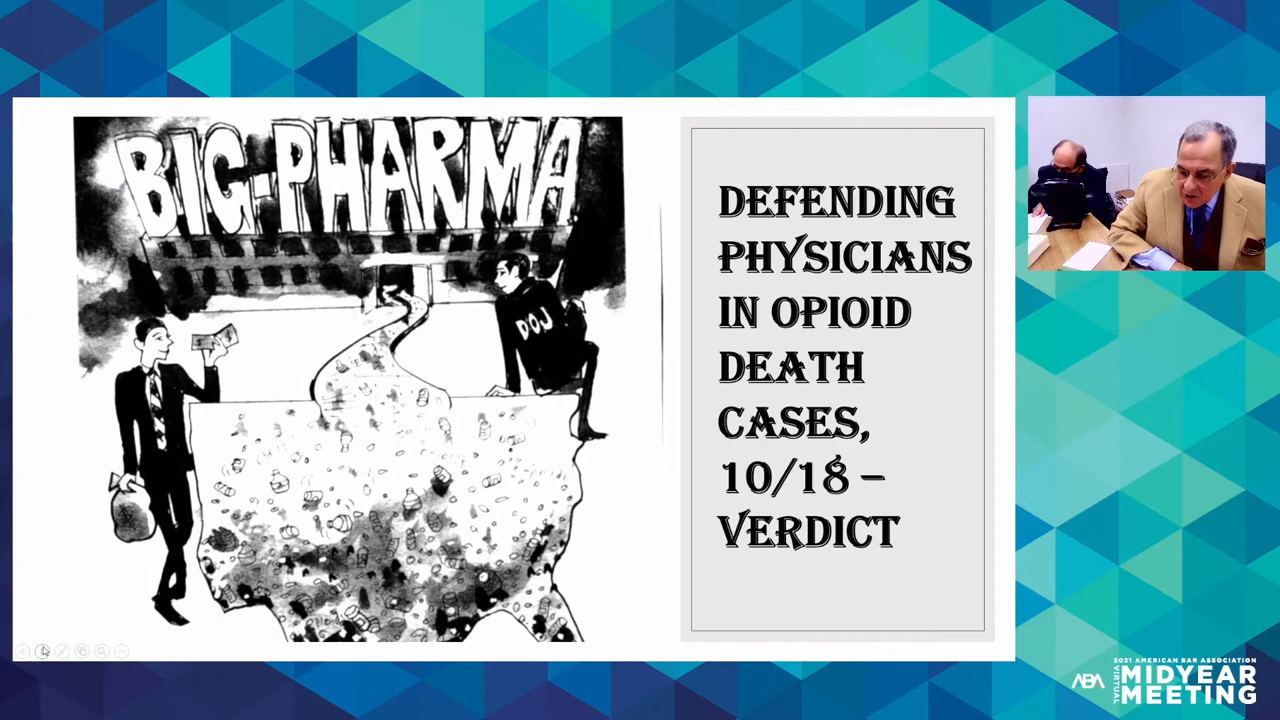 BIG-PHARMA
DOJ
DEFENDING
PHYSICIANS
IN OPIOID
DEATH
CASES,
10/18 –
VERDICT
2021 AMERICAN BAR ASSOCIATION
ABA
VIRTUAL
MIDYEAR
MEETING